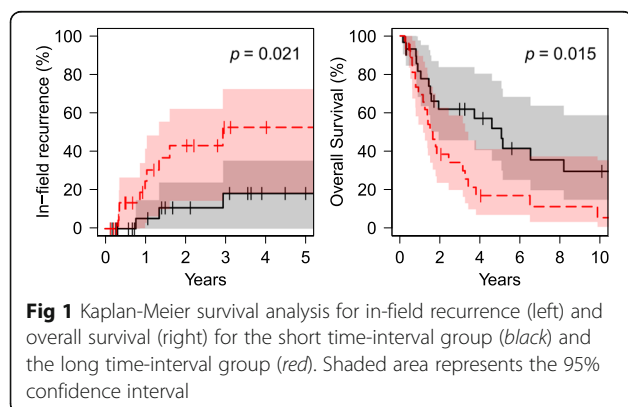 In-field recurrence (%)
100
80
60
40
20
0
p = 0.021
0 1 2 3 4 5
Years
Overall Survival (%)
100
80
60
40
20
0
p = 0.015
0 2 4 6 8 10
Years
Fig 1 Kaplan-Meier survival analysis for in-field recurrence (left) and
overall survival (right) for the short time-interval group (black) and
the long time-interval group (red). Shaded area represents the 95%
confidence interval